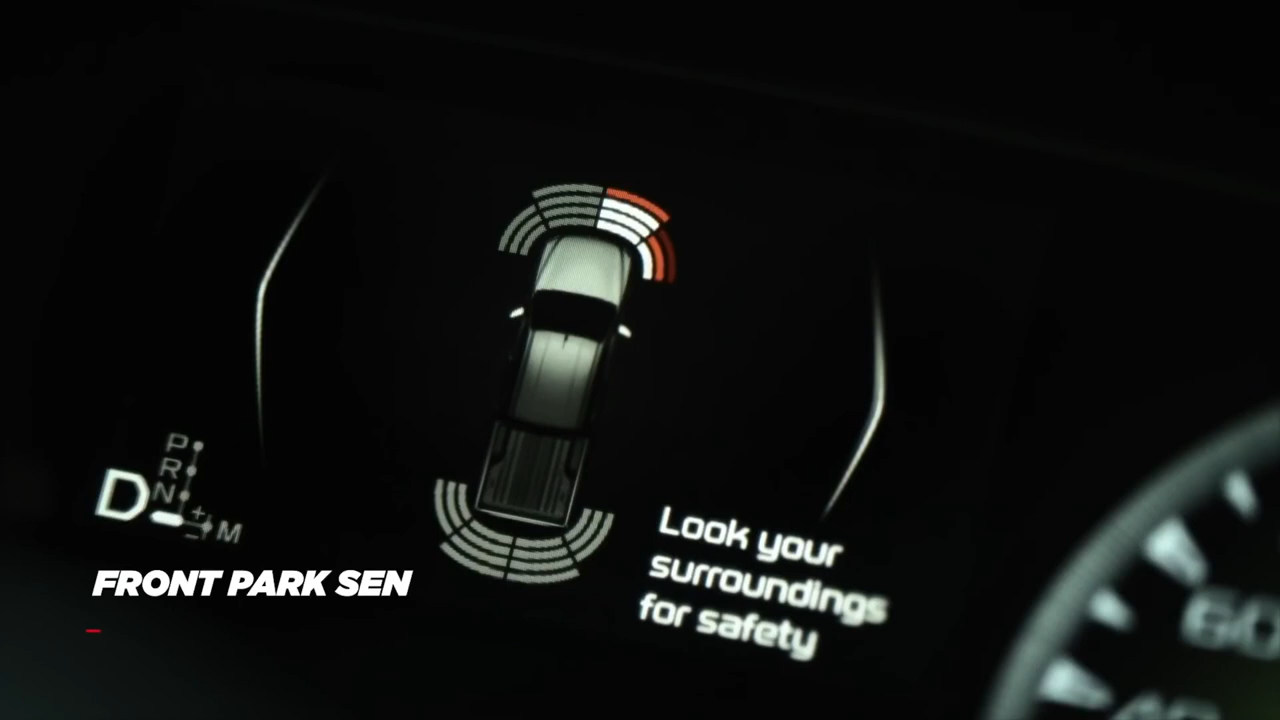 P
R
N
D
+
–
M
FRONT PARK SEN
Look your
surroundings
for safety
60